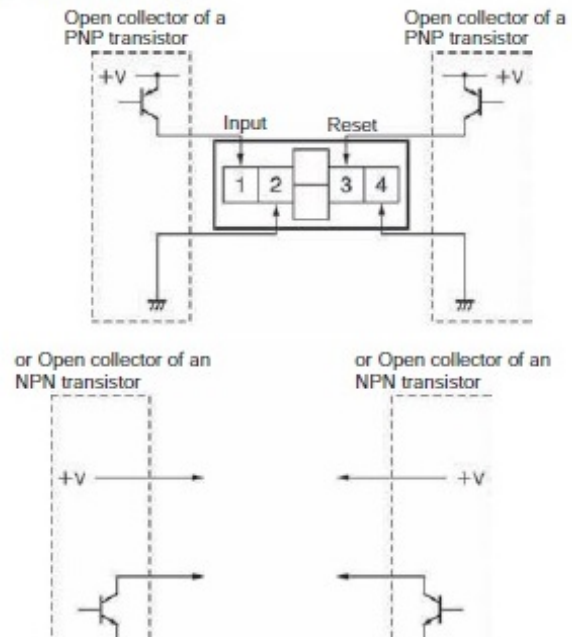 Open collector of a
PNP transistor
Open collector of a
PNP transistor
+V
+V
Input
Reset
1 2 3 4
or Open collector of an
NPN transistor
or Open collector of an
NPN transistor
+V
+V